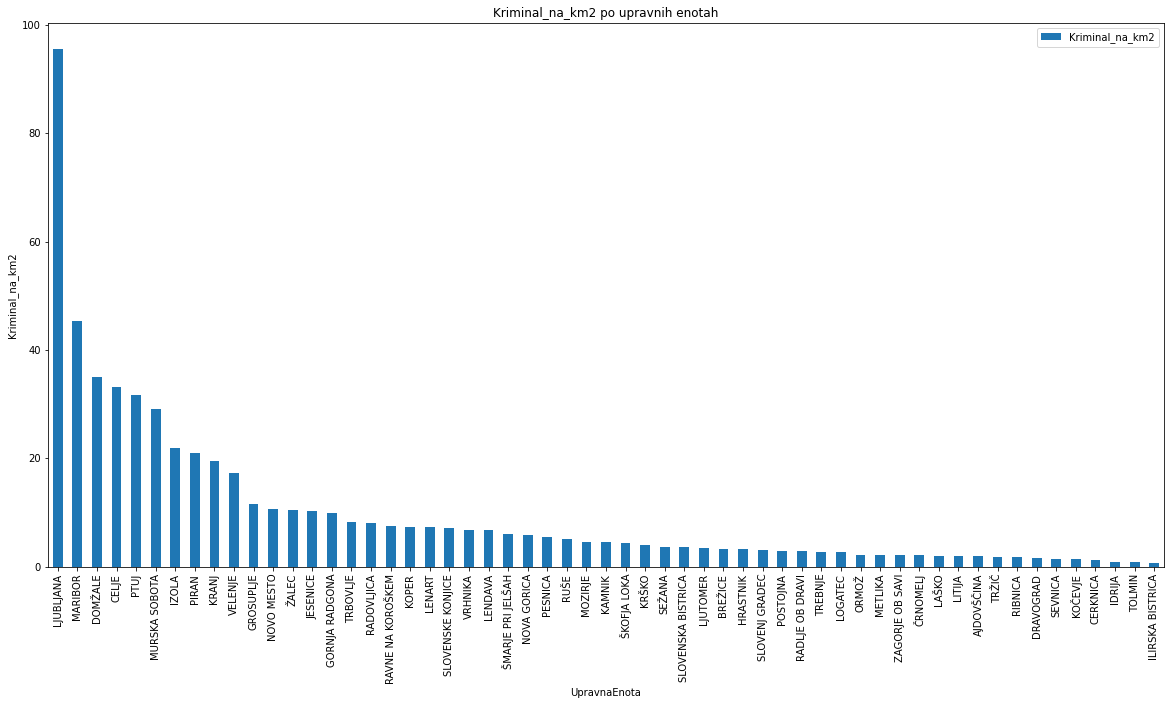 Kriminal_na_km2 po upravnih enotah
Kriminal_na_km2
Kriminal_na_km2
100
80
60
40
20
0
LJUBLJANA
MARIBOR
DOMŽALE
CELJE
PTUJ
MURSKA SOBOTA
IZOLA
PIRAN
KRANJ
VELENJE
GROSUPLJE
NOVO MESTO
ŽALEC
JESENICE
GORNJA RADGONA
TRBOVLJE
RADOVLJICA
RAVNE NA KOROŠKEM
KOPER
LENART
SLOVENSKE KONJICE
VRHNIKA
LENDAVA
ŠMARJE PRI JELŠAH
NOVA GORICA
PESNICA
RUŠE
MOZIRJE
KAMNIK
ŠKOFJA LOKA
KRŠKO
SEŽANA
SLOVENSKA BISTRICA
LJUTOMER
BREŽICE
HRASTNIK
SLOVENJ GRADEC
POSTOJNA
RADLJE OB DRAVI
TREBNJE
LOGATEC
ORMOŽ
METLIKA
ZAGORJE OB SAVI
ČRNOMELJ
LAŠKO
LITIJA
AJDOVŠČINA
TRŽIČ
RIBNICA
DRAVOGRAD
SEVNICA
KOČEVJE
CERKNICA
IDRIJA
TOLMIN
ILIRSKA BISTRICA
UpravnaEnota